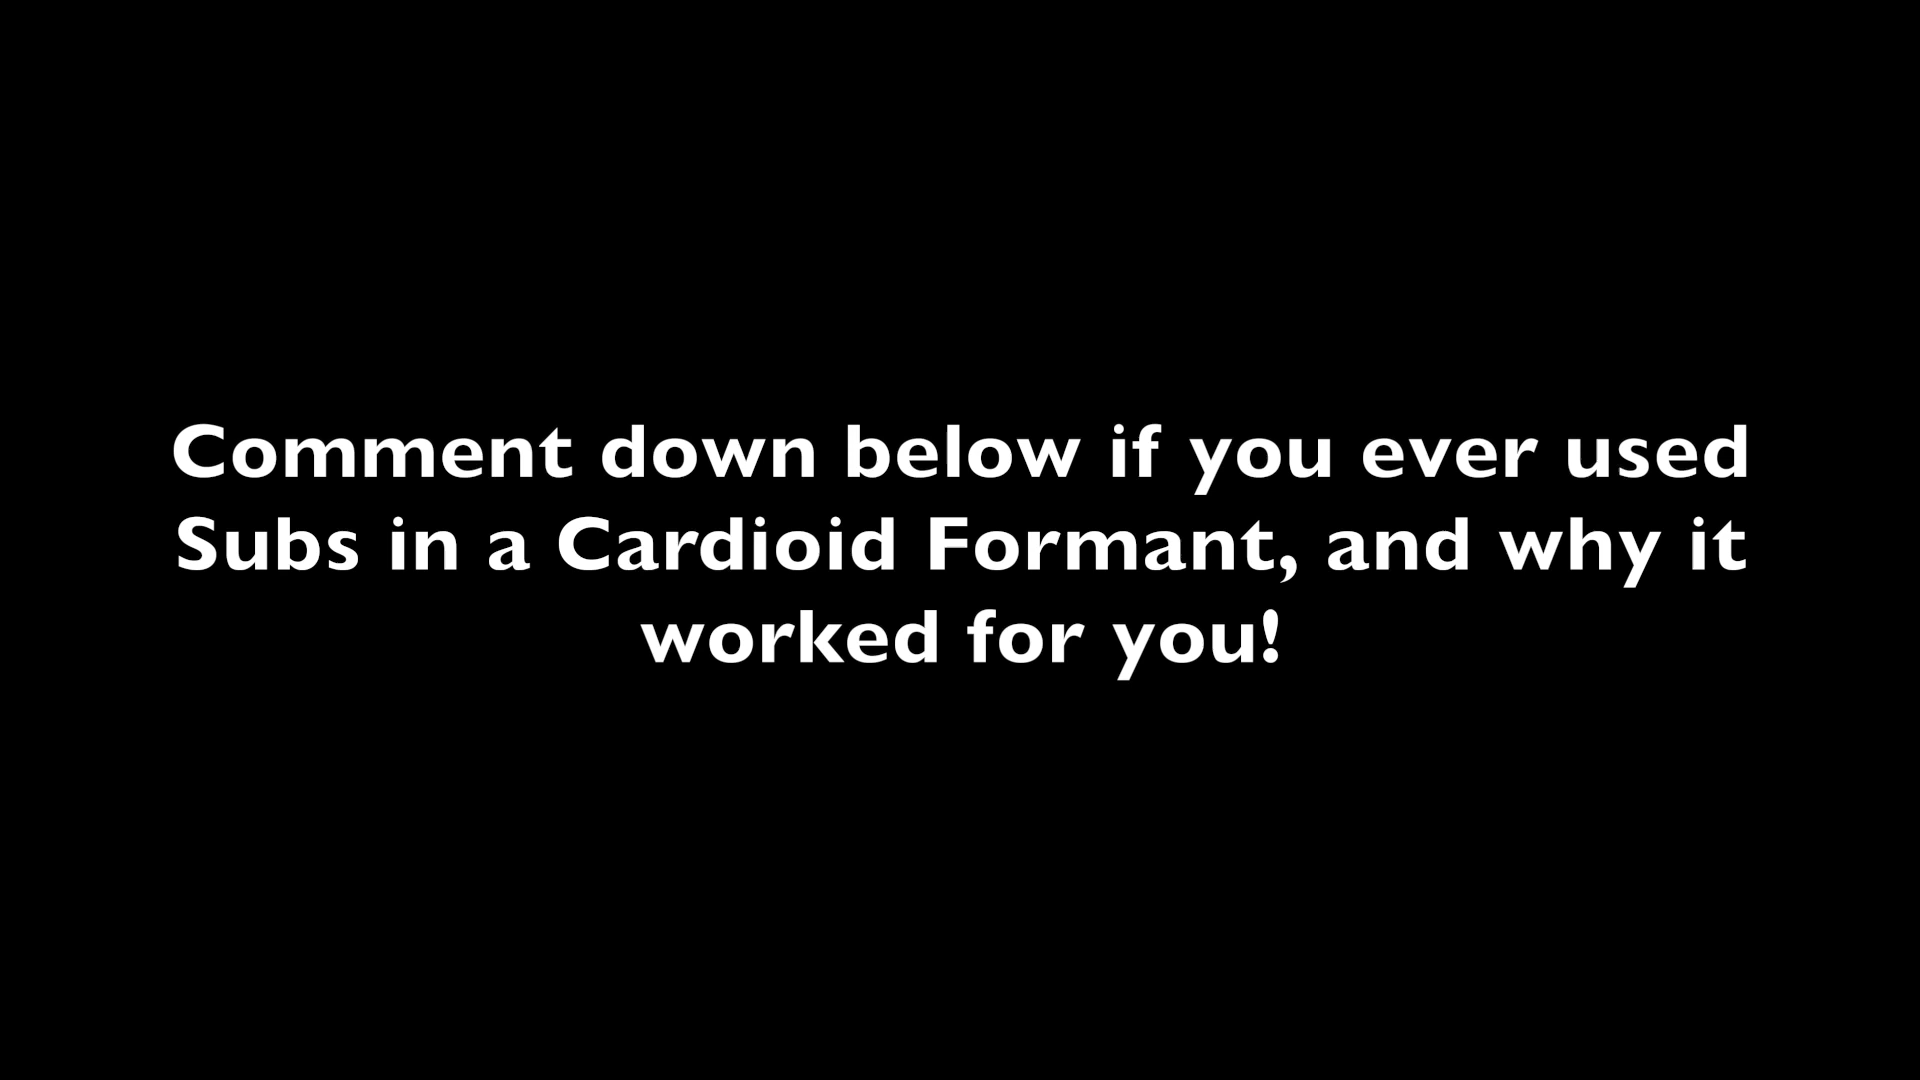 Comment down below if you ever used
Subs in a Cardioid Formant, and why it
worked for you!